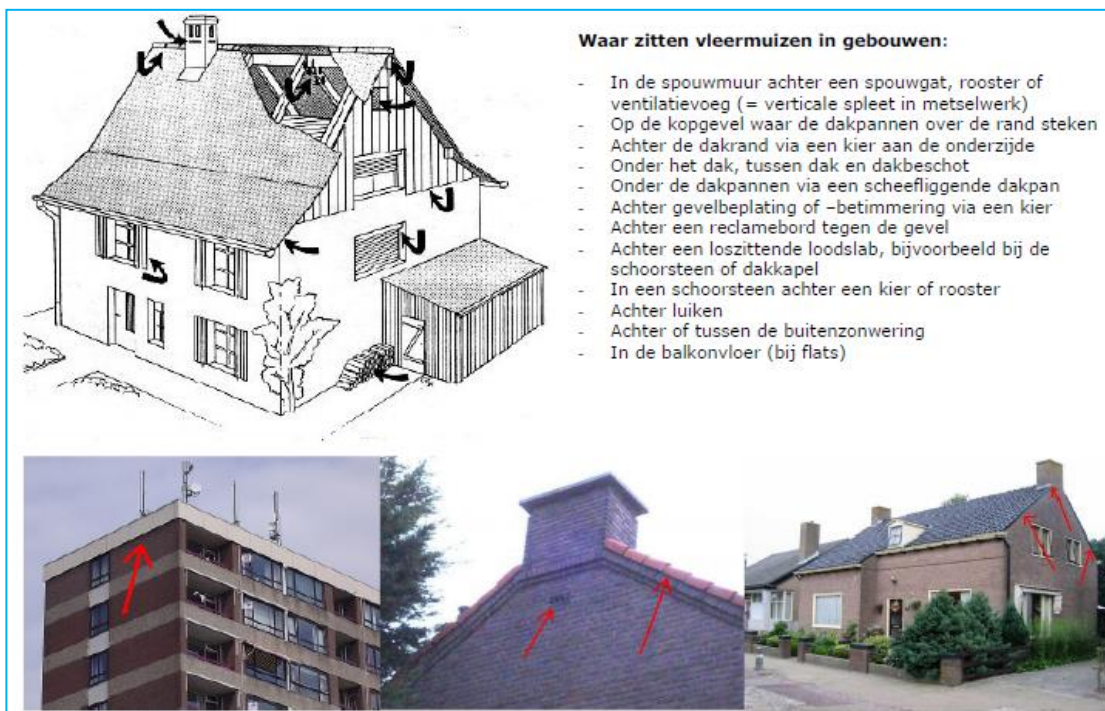 Waar zitten vleermuizen in gebouwen:
- In de spouwmuur achter een spouwgat, rooster of
ventilatievoeg (= verticale spleet in metselwerk)
- Op de kopgevel waar de dakpannen over de rand steken
- Achter de dakrand via een kier aan de onderzijde
- Onder het dak, tussen dak en dakbeschot
- Onder de dakpannen via een scheefliggende dakpan
- Achter gevelbeplating of –betimmering via een kier
- Achter een reclamebord tegen de gevel
- Achter een loszittende loodslab, bijvoorbeeld bij de
schoorsteen of dakkapel
- In een schoorsteen achter een kier of rooster
- Achter luiken
- Achter of tussen de buitenzonwering
- In de balkonvloer (bij flats)